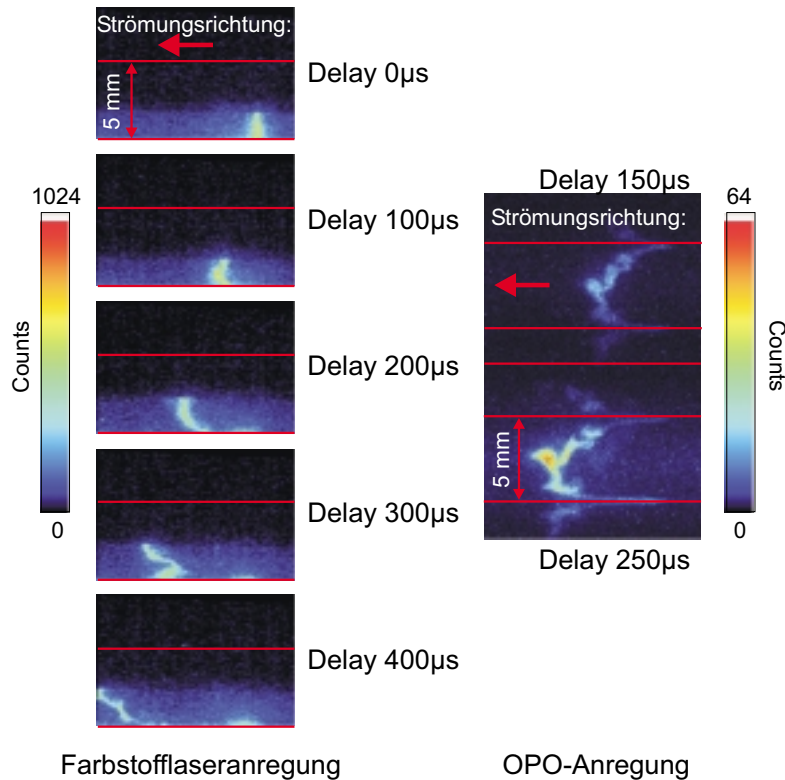 Strömungsrichtung:
5 mm
Delay 0µs
Delay 100µs
Delay 200µs
Delay 300µs
Delay 400µs
1024
Counts
0
Farbstofflaseranregung
Delay 150µs
Strömungsrichtung:
5 mm
Delay 250µs
64
Counts
0
OPO-Anregung